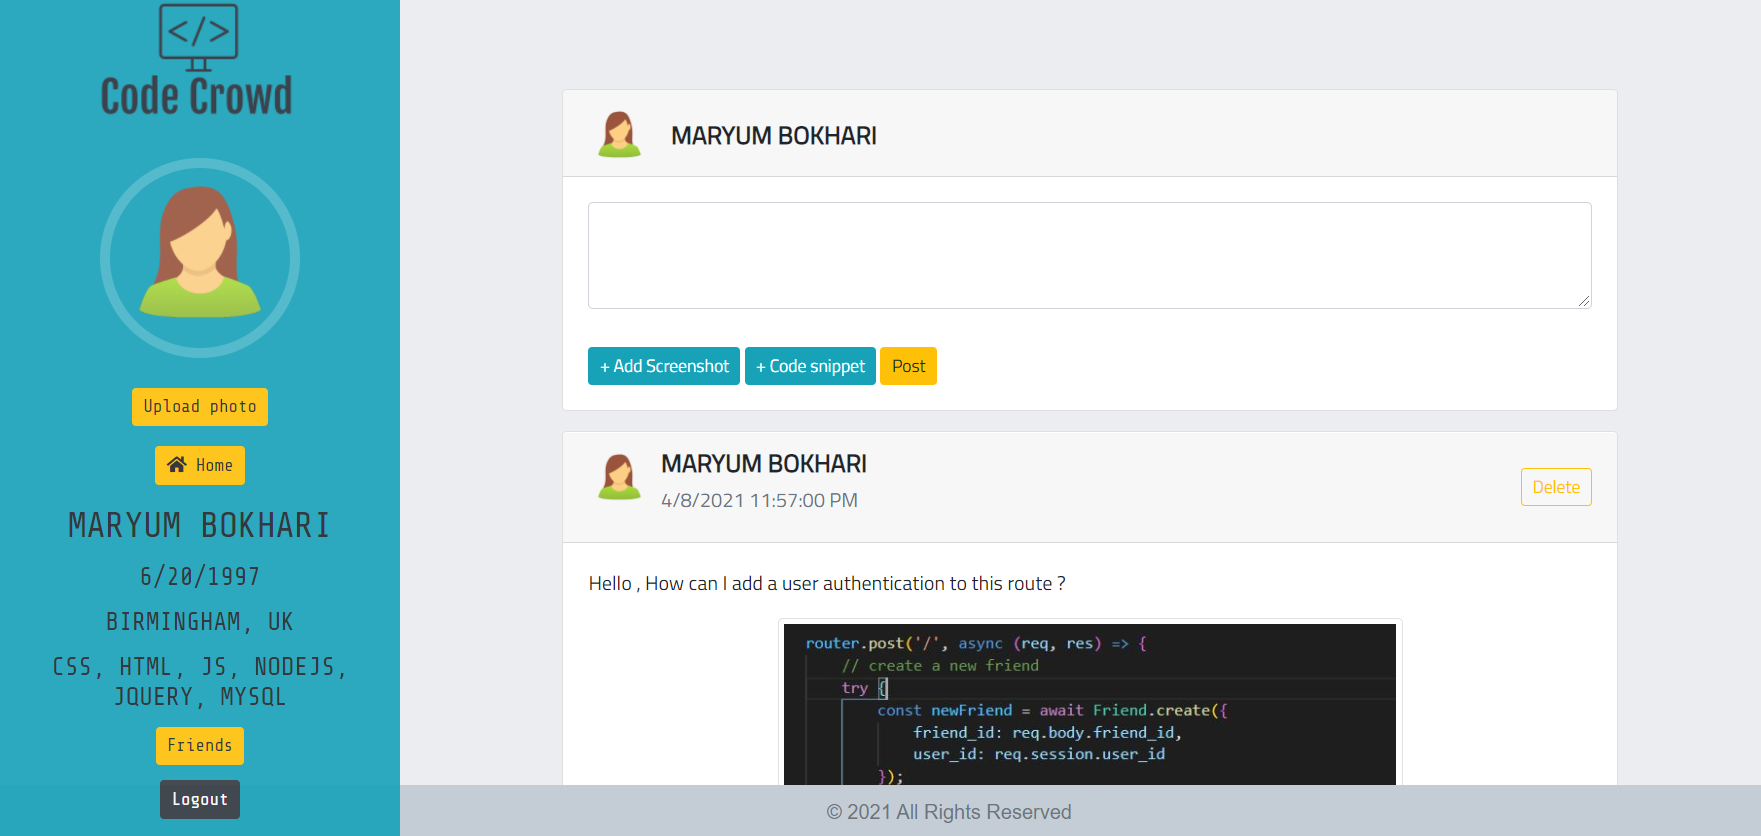 </>
Code Crowd
Upload photo
Home
MARYUM BOKHARI
6/20/1997
BIRMINGHAM, UK
CSS, HTML, JS, NODEJS,
JQUERY, MYSQL
Friends
Logout
MARYUM BOKHARI
+ Add Screenshot + Code snippet Post
MARYUM BOKHARI
4/8/2021 11:57:00 PM
Delete
Hello , How can I add a user authentication to this route ?
router.post('/', async (req, res) => {
// create a new friend
try {
const newFriend = await Friend.create({
friend_id: req.body.friend_id,
user_id: req.session.user_id
});
© 2021 All Rights Reserved